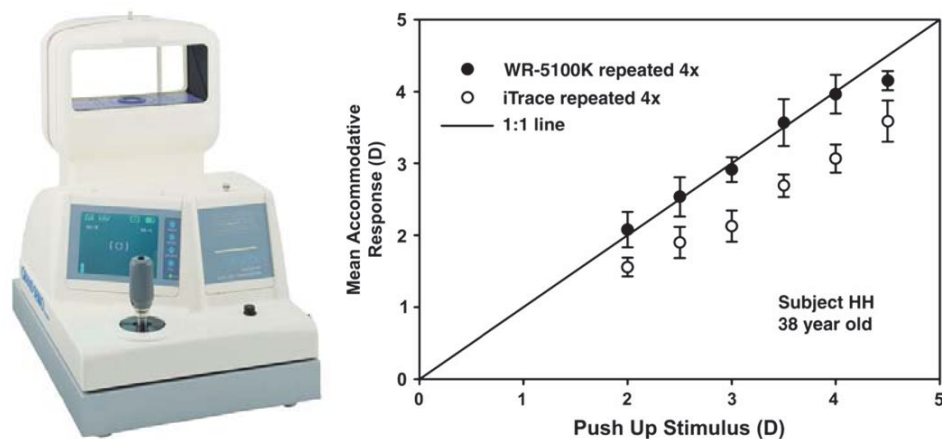 5
WR-5100K repeated 4x
iTrace repeated 4x
1:1 line
4
3
2
1
0
Mean Accommodative
Response (D)
Subject HH
38 year old
0 1 2 3 4 5
Push Up Stimulus (D)